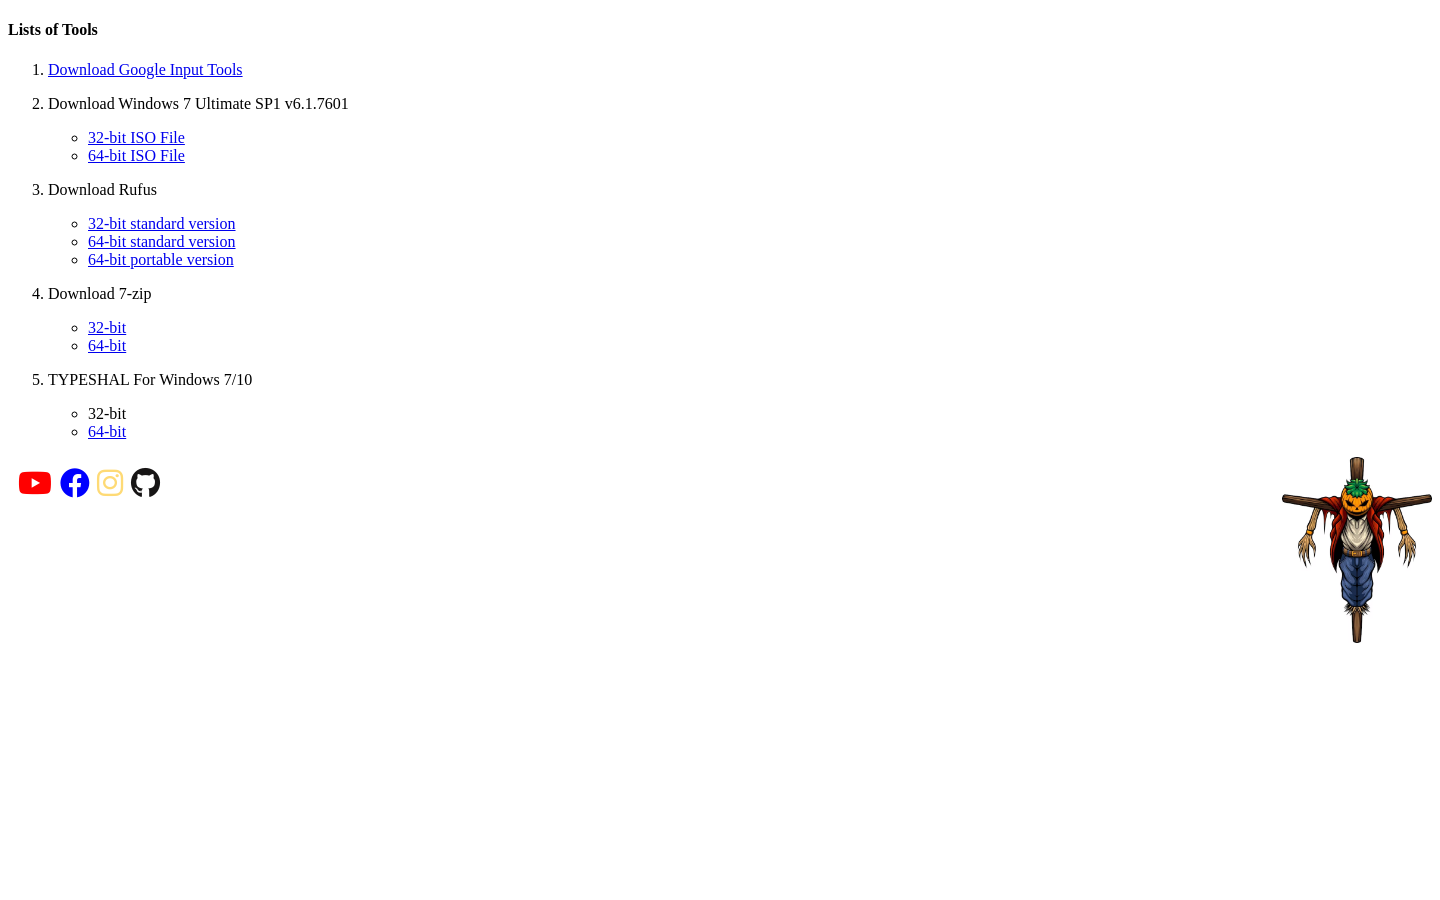 Lists of Tools
1. Download Google Input Tools
2. Download Windows 7 Ultimate SP1 v6.1.7601
32-bit ISO File
64-bit ISO File
3. Download Rufus
32-bit standard version
64-bit standard version
64-bit portable version
4. Download 7-zip
32-bit
64-bit
5. TYPESHAL For Windows 7/10
32-bit
64-bit